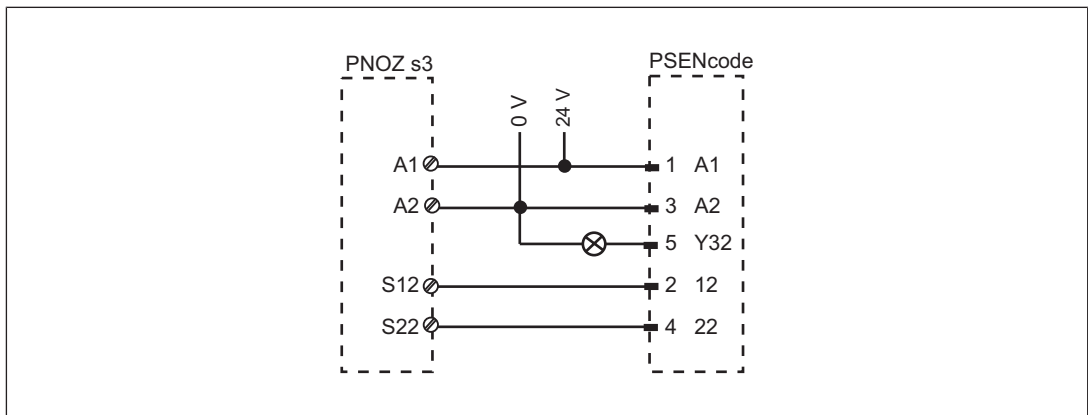 PNOZ s3
PSENcode
0 V
24 V
A1
1 A1
A2
3 A2
5 Y32
S12
2 12
S22
4 22